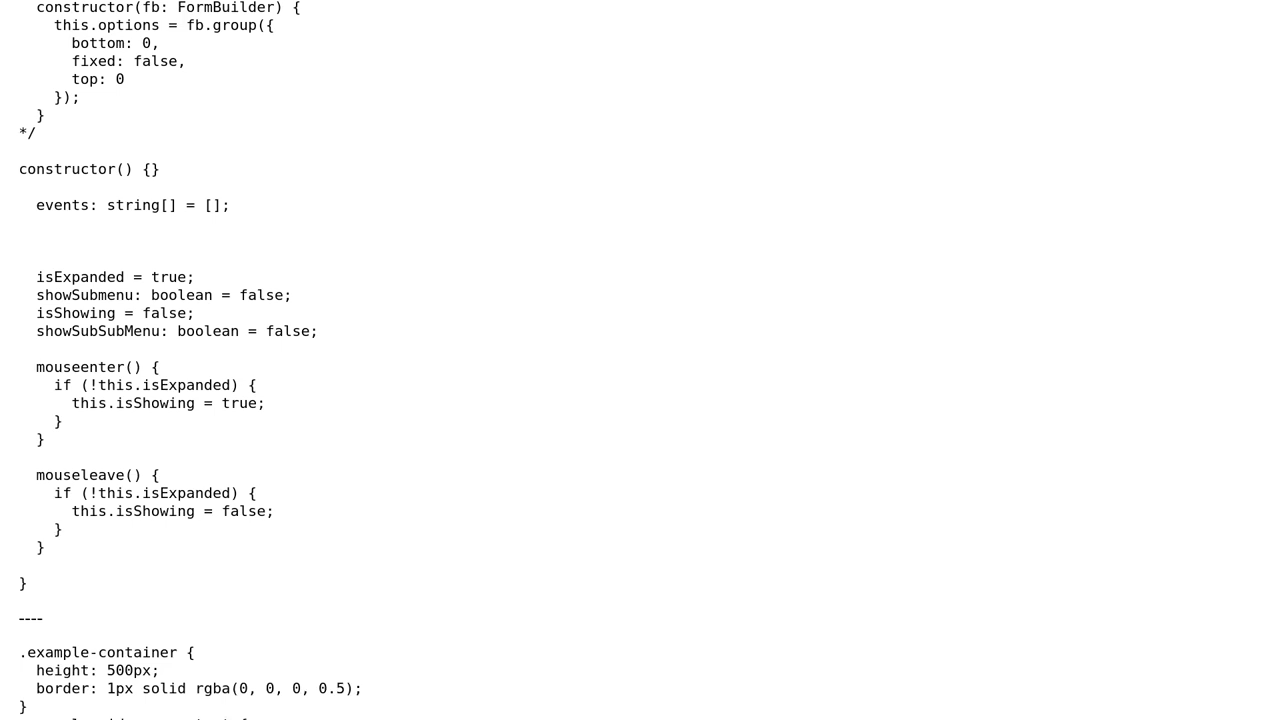 constructor(fb: FormBuilder) {
    this.options = fb.group({
      bottom: 0,
      fixed: false,
      top: 0
    });
  }
*/

constructor() {}

  events: string[] = [];

  isExpanded = true;
  showSubmenu: boolean = false;
  isShowing = false;
  showSubSubMenu: boolean = false;

  mouseenter() {
    if (!this.isExpanded) {
      this.isShowing = true;
    }
  }

  mouseleave() {
    if (!this.isExpanded) {
      this.isShowing = false;
    }
  }

}

----

.example-container {
  height: 500px;
  border: 1px solid rgba(0, 0, 0, 0.5);
}